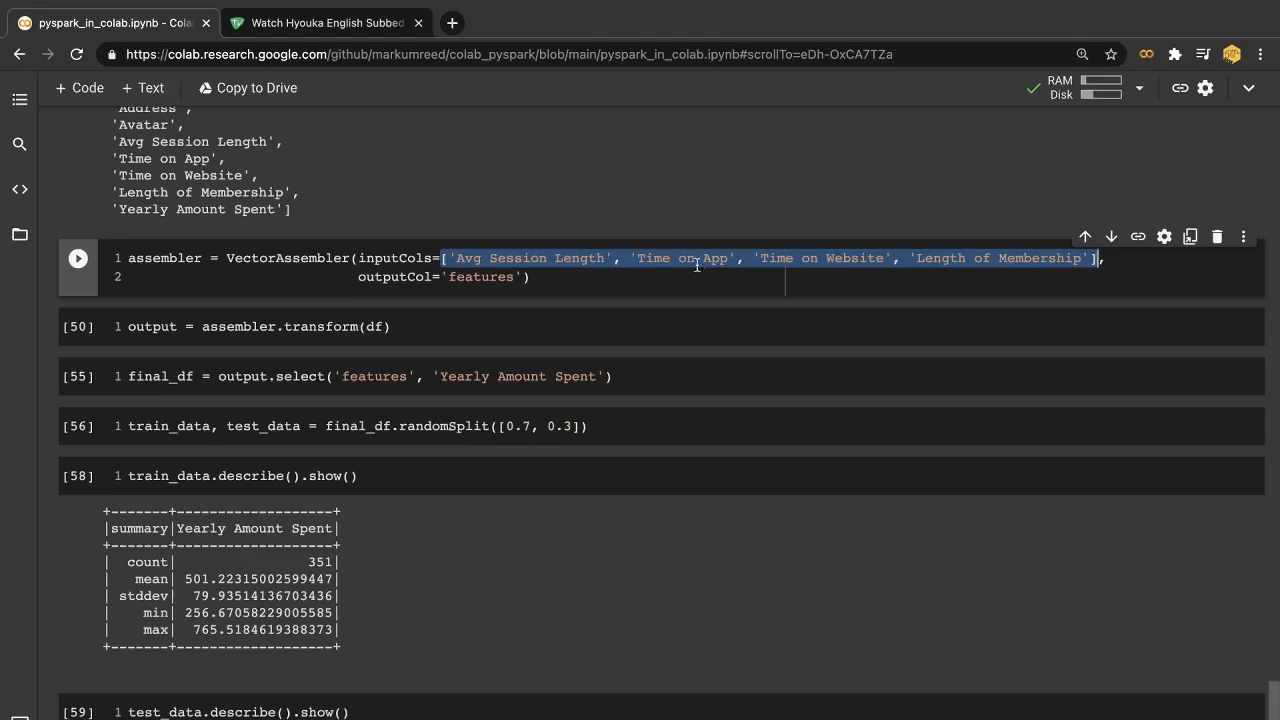 pyspark_in_colab.ipynb - Cola
Watch Hyouka English Subbed
https://colab.research.google.com/github/markumreed/colab_pyspark/blob/main/pyspark_in_colab.ipynb#scrollTo=eDh-OxCA7TZa
+ Code + Text Copy to Drive
RAM
Disk
'Address',
'Avatar',
'Avg Session Length',
'Time on App',
'Time on Website',
'Length of Membership',
'Yearly Amount Spent']
1 assembler = VectorAssembler(inputCols=['Avg Session Length', 'Time on App', 'Time on Website', 'Length of Membership'],
2 outputCol='features')
[50] 1 output = assembler.transform(df)
[55] 1 final_df = output.select('features', 'Yearly Amount Spent')
[56] 1 train_data, test_data = final_df.randomSplit([0.7, 0.3])
[58] 1 train_data.describe().show()
+-------+-------------------+
|summary|Yearly Amount Spent|
+-------+-------------------+
| count| 351|
| mean| 501.22315002599447|
| stddev| 79.93514136703436|
| min| 256.67058229005585|
| max| 765.5184619388373|
+-------+-------------------+
[59] 1 test_data.describe().show()